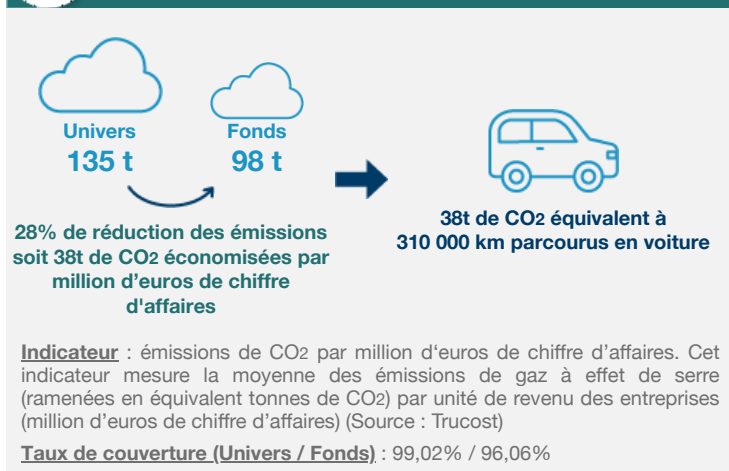 Univers
135 t
Fonds
98 t
28% de réduction des émissions
soit 38t de CO2 économisées par
million d’euros de chiffre
d'affaires
38t de CO2 équivalent à
310 000 km parcourus en voiture
Indicateur : émissions de CO2 par million d‘euros de chiffre d’affaires. Cet
indicateur mesure la moyenne des émissions de gaz à effet de serre
(ramenées en équivalent tonnes de CO2) par unité de revenu des entreprises
(million d’euros de chiffre d’affaires) (Source : Trucost)
Taux de couverture (Univers / Fonds) : 99,02% / 96,06%